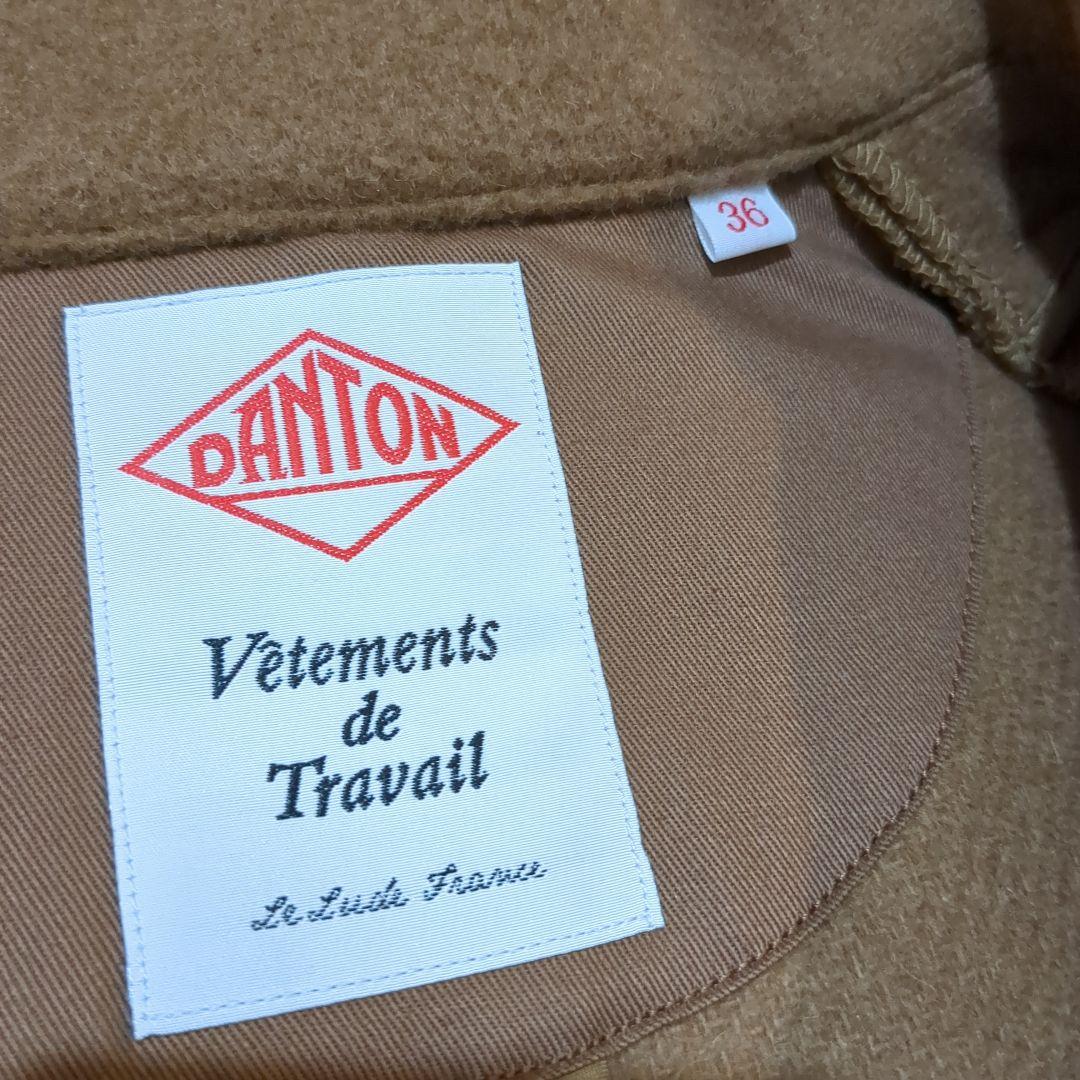 36
DANTON
Vêtements
de
Travail
Le Lude France